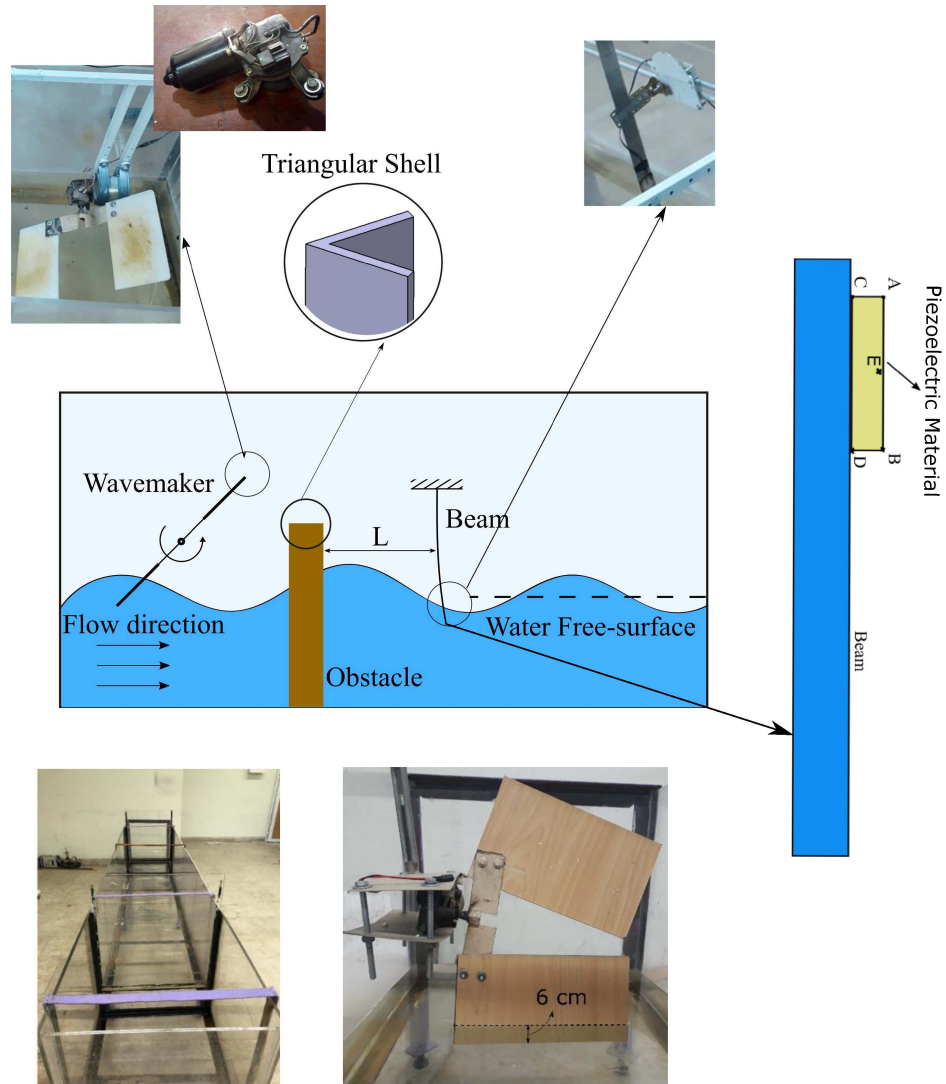 Triangular Shell
Wavemaker
Beam
L
Flow direction
Water Free-surface
Obstacle
A
C
E
B
D
Piezoelectric Material
Beam
6 cm